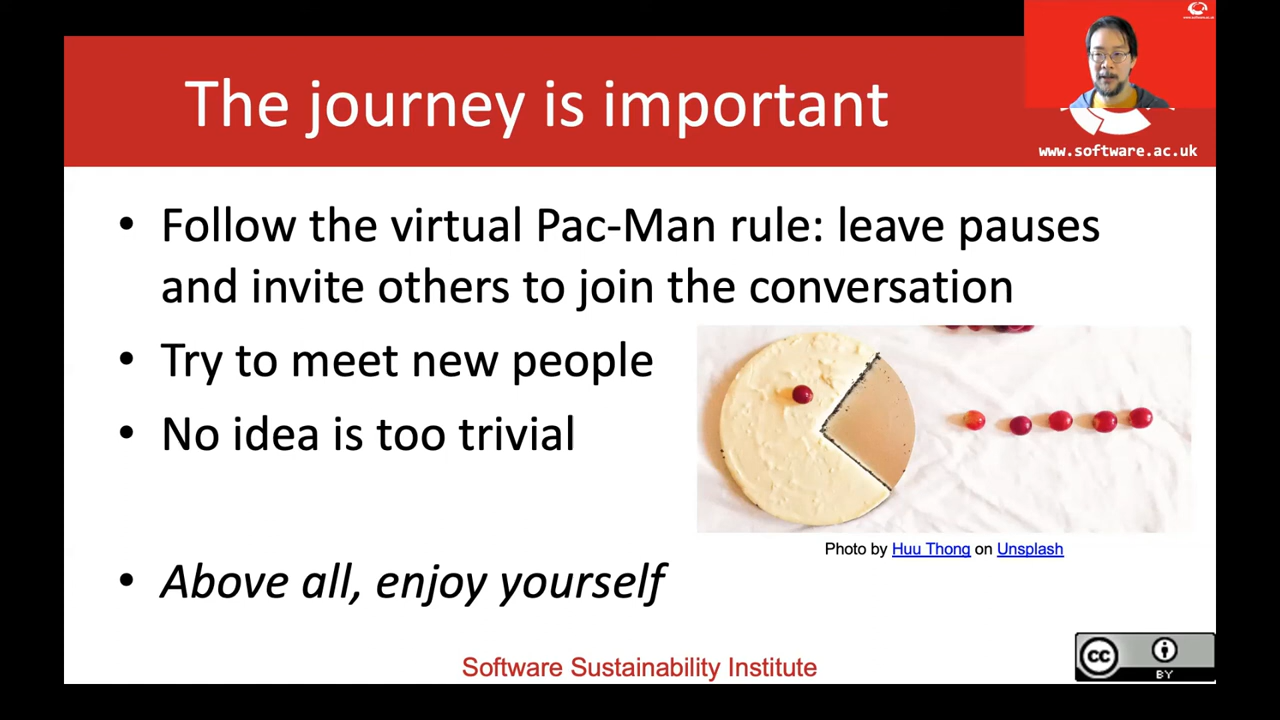 The journey is important
www.software.ac.uk
• Follow the virtual Pac-Man rule: leave pauses
and invite others to join the conversation
• Try to meet new people
• No idea is too trivial
Photo by Huu Thong on Unsplash
• Above all, enjoy yourself
Software Sustainability Institute
cc
BY